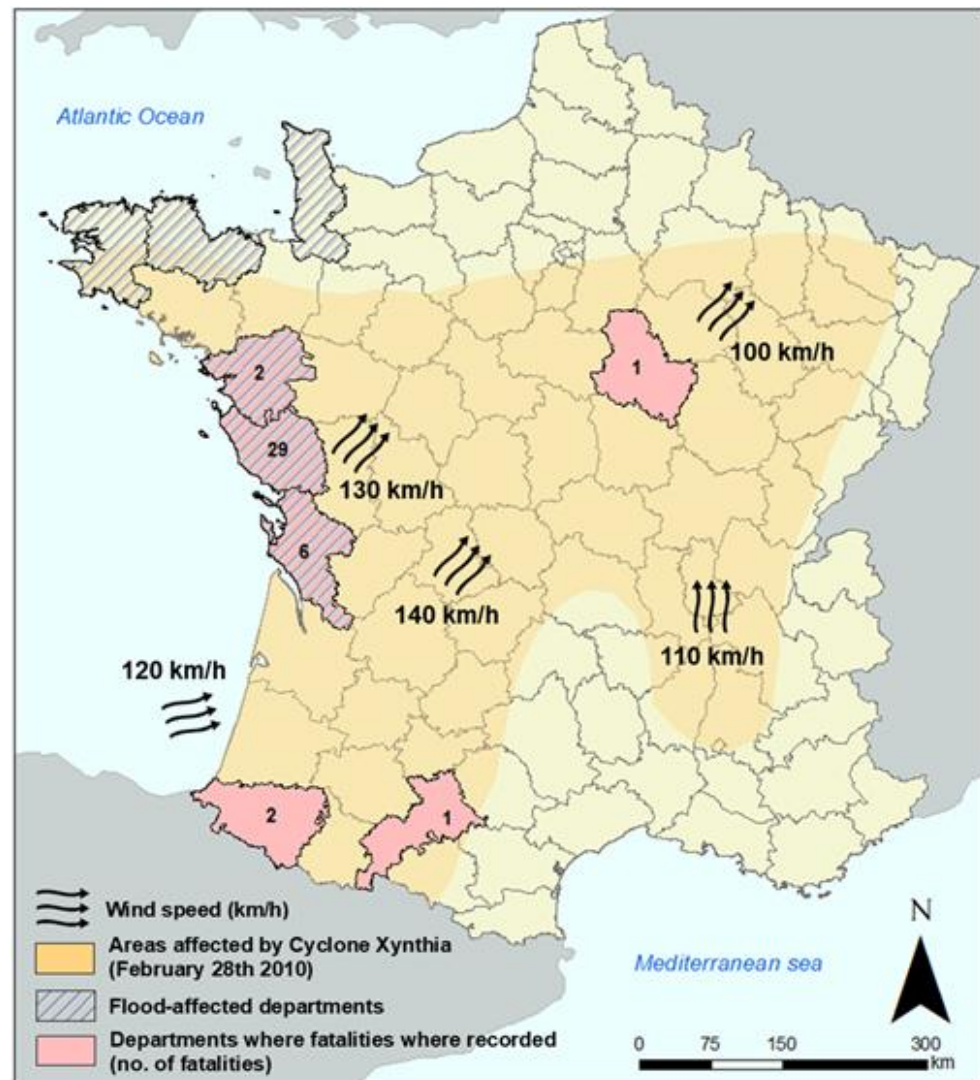 Atlantic Ocean
2
1
100 km/h
29
130 km/h
6
140 km/h
110 km/h
120 km/h
2
1
Wind speed (km/h)
Areas affected by Cyclone Xynthia
(February 28th 2010)
Flood-affected departments
Departments where fatalities where recorded
(no. of fatalities)
Mediterranean sea
N
0 75 150 300
km